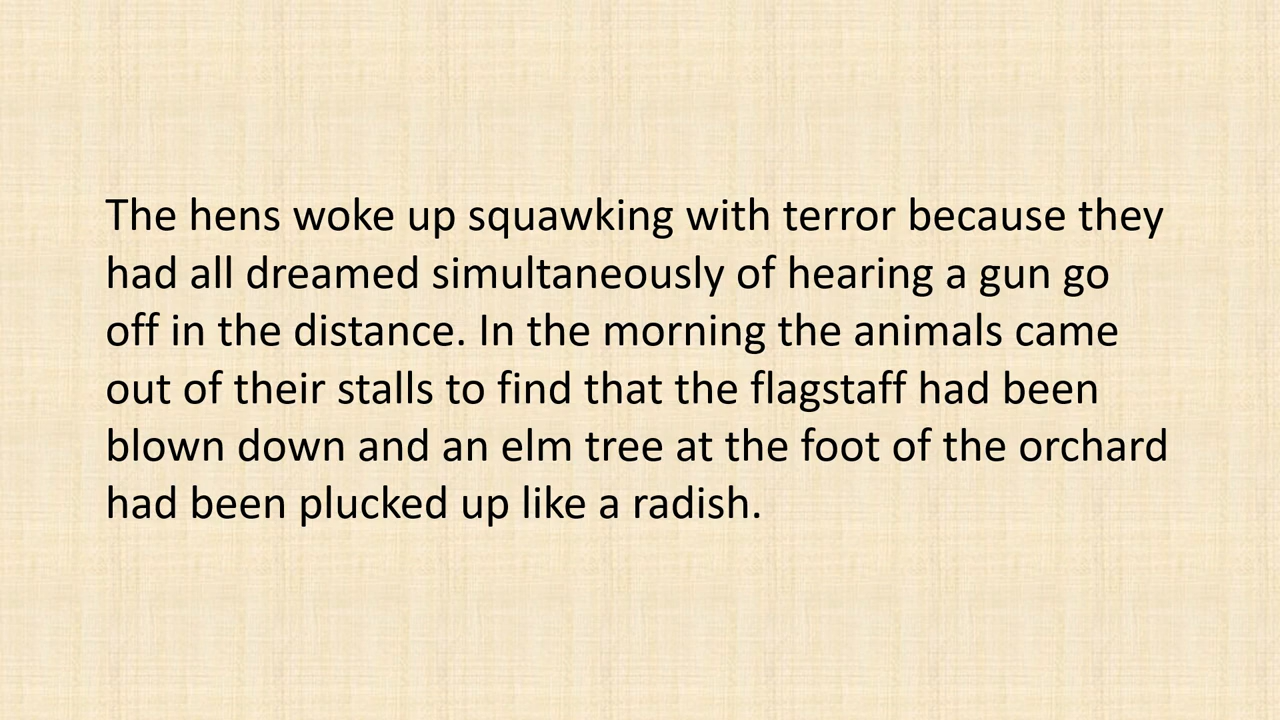 The hens woke up squawking with terror because they
had all dreamed simultaneously of hearing a gun go
off in the distance. In the morning the animals came
out of their stalls to find that the flagstaff had been
blown down and an elm tree at the foot of the orchard
had been plucked up like a radish.